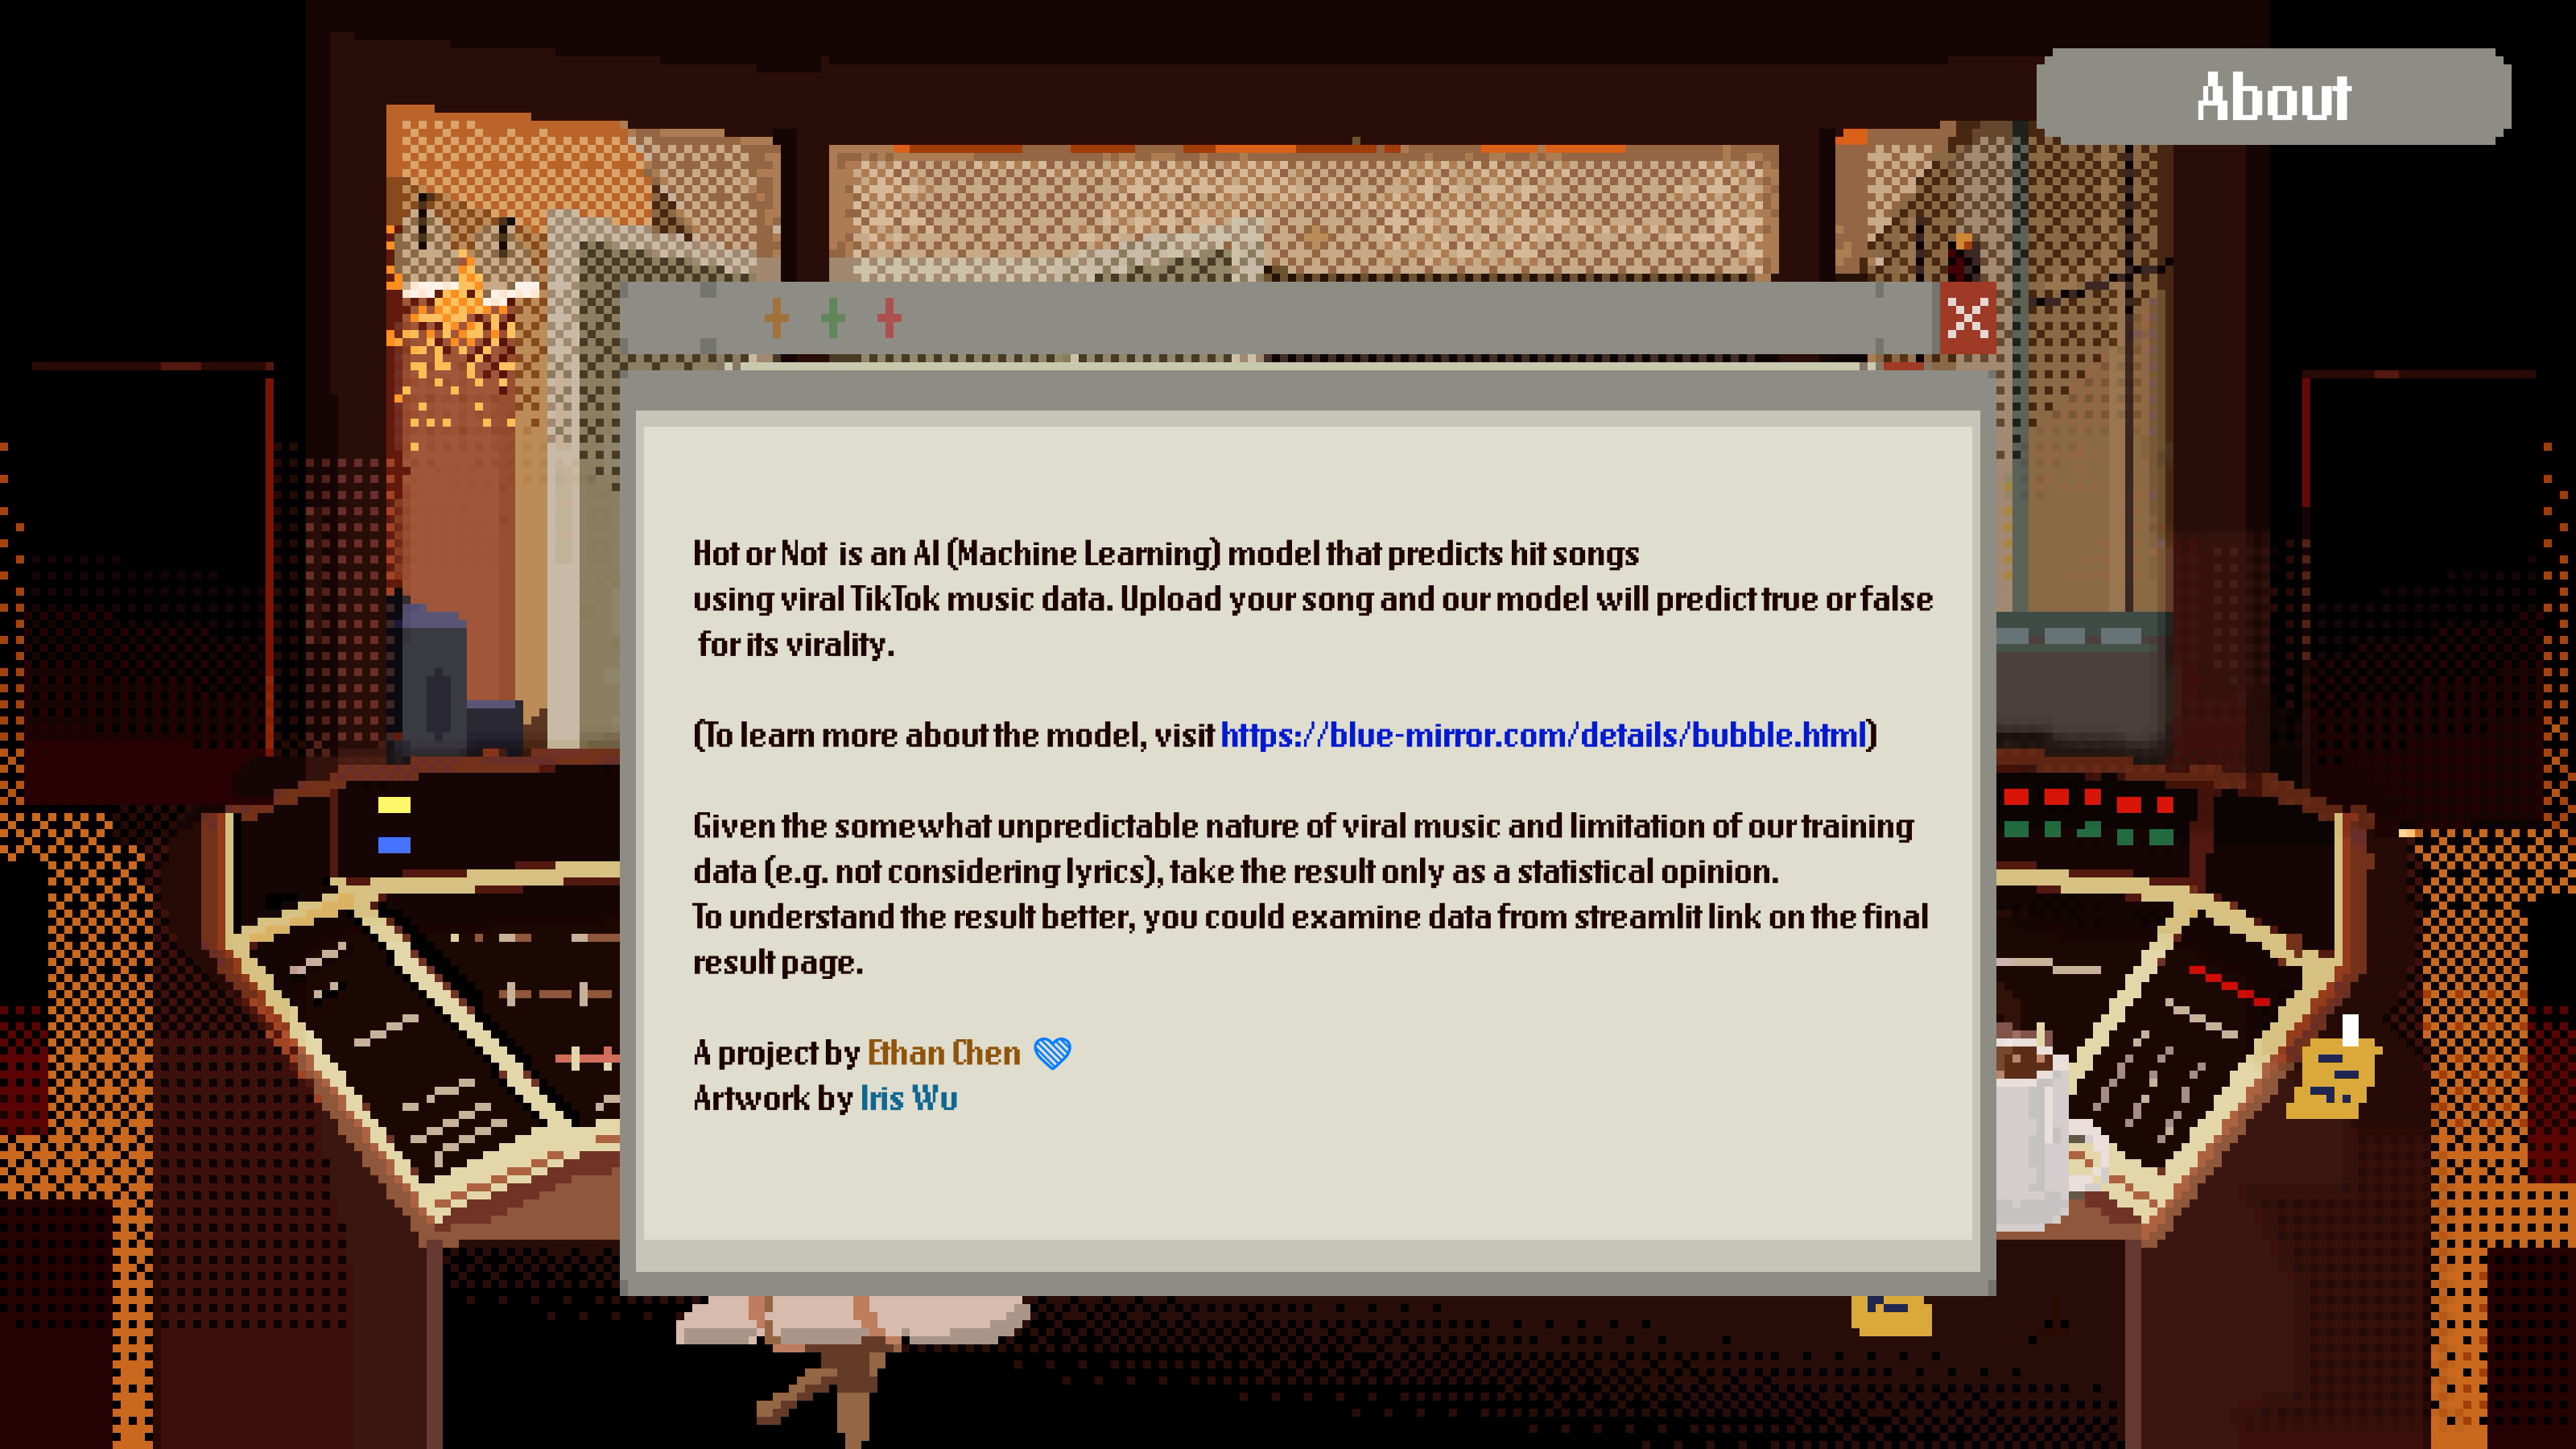 About
Hot or Not is an AI (Machine Learning) model that predicts hit songs
using viral TikTok music data. Upload your song and our model will predict true or false
for its virality.
(To learn more about the model, visit https://blue-mirror.com/details/bubble.html)
Given the somewhat unpredictable nature of viral music and limitation of our training
data (e.g. not considering lyrics), take the result only as a statistical opinion.
To understand the result better, you could examine data from streamlit link on the final
result page.
A project by Ethan Chen
Artwork by Iris Wu